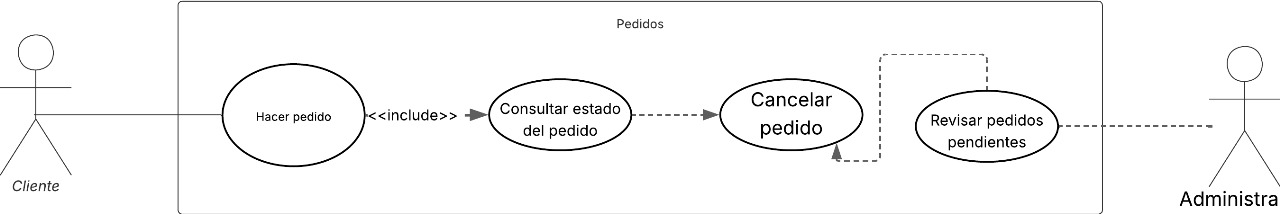 Pedidos
Hacer pedido
<<include>>
Consultar estado
del pedido
Cancelar
pedido
Revisar pedidos
pendientes
Cliente
Administra